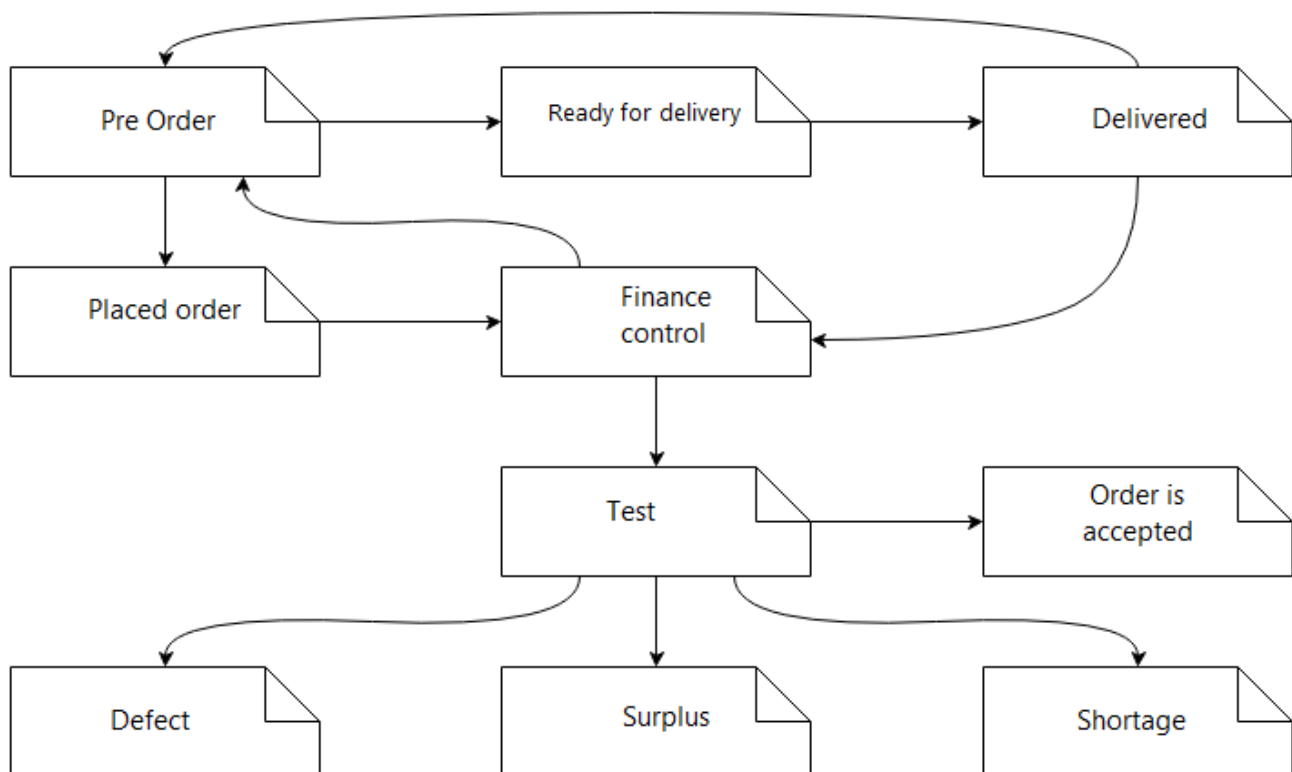 Pre Order
Ready for delivery
Delivered
Placed order
Finance
control
Test
Order is
accepted
Defect
Surplus
Shortage